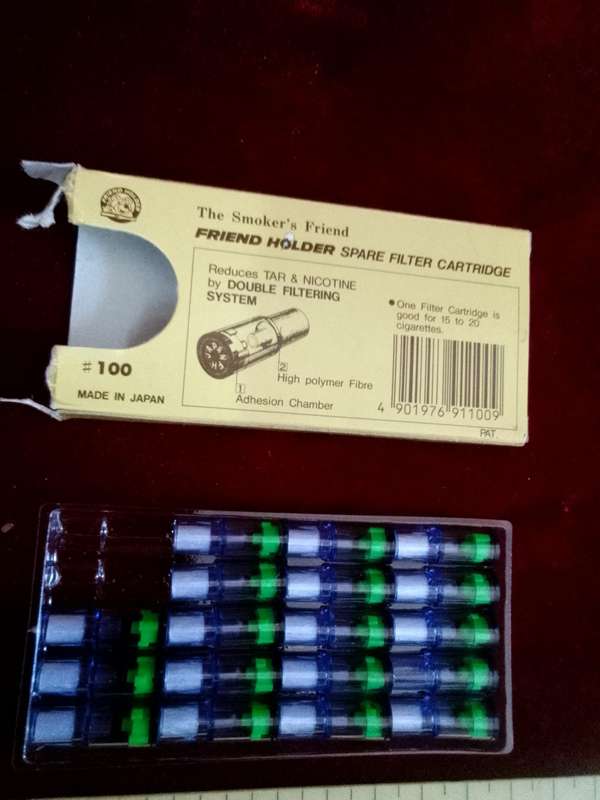 FRIEND HOLDER
The Smoker's Friend
FRIEND HOLDER SPARE FILTER CARTRIDGE
Reduces TAR & NICOTINE
by DOUBLE FILTERING
SYSTEM
• One Filter Cartridge is
good for 15 to 20
cigarettes.
2
High polymer Fibre
1
Adhesion Chamber
#100
MADE IN JAPAN
4 901976 911009
PAT.